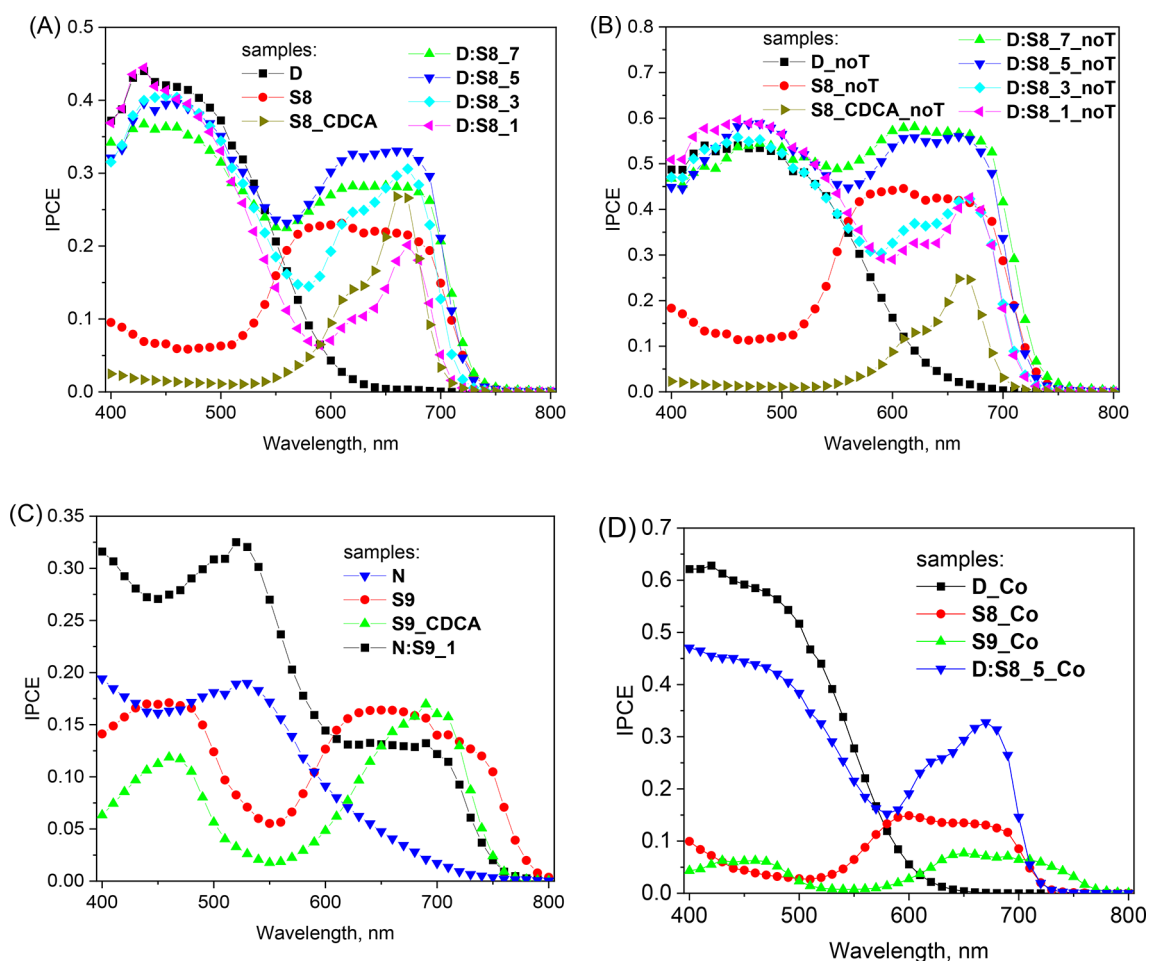 (A)
0.5
0.4
0.3
0.2
0.1
0.0
IPCE
400
500
600
700
800
Wavelength, nm
samples:
D
S8
S8_CDCA
D:S8_7
D:S8_5
D:S8_3
D:S8_1
(B)
0.8
0.7
0.6
0.5
0.4
0.3
0.2
0.1
0.0
IPCE
400
500
600
700
800
Wavelength, nm
samples:
D_noT
S8_noT
S8_CDCA_noT
D:S8_7_noT
D:S8_5_noT
D:S8_3_noT
D:S8_1_noT
(C)
0.35
0.30
0.25
0.20
0.15
0.10
0.05
0.00
IPCE
400
500
600
700
800
Wavelength, nm
samples:
N
S9
S9_CDCA
N:S9_1
(D)
0.7
0.6
0.5
0.4
0.3
0.2
0.1
0.0
IPCE
400
500
600
700
800
Wavelength, nm
samples:
D_Co
S8_Co
S9_Co
D:S8_5_Co